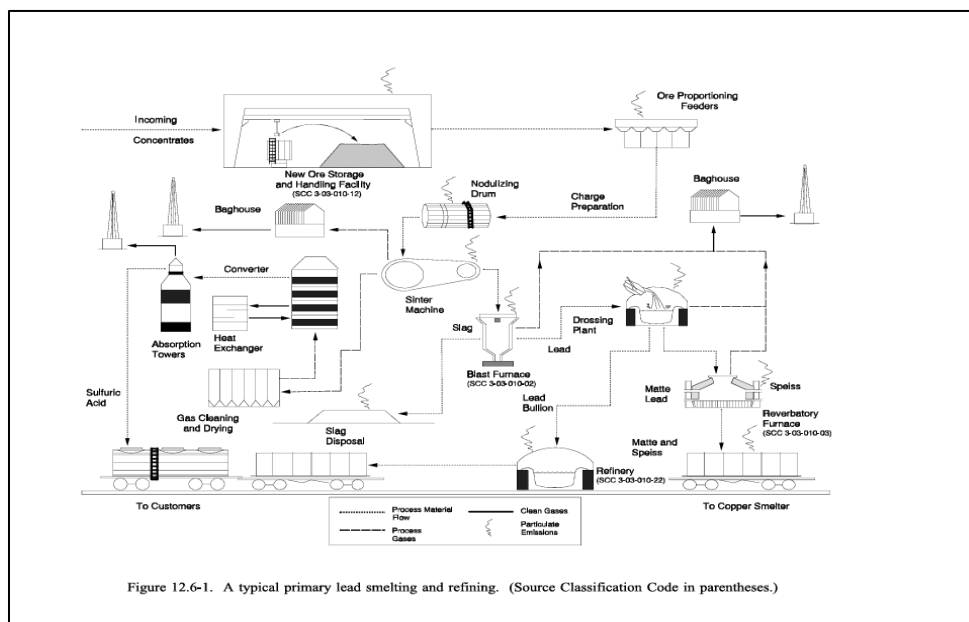 Incoming
Concentrates
New Ore Storage
and Handling Facility
(SCC 3-03-010-12)
Ore Proportioning
Feeders
Baghouse
Nodulizing
Drum
Charge
Preparation
Baghouse
Converter
Sinter
Machine
Absorption
Towers
Heat
Exchanger
Slag
Lead
Drossing
Plant
Blast Furnace
(SCC 3-03-010-02)
Sulfuric
Acid
Gas Cleaning
and Drying
Slag
Disposal
Lead
Bullion
Matte
Lead
Speiss
Reverbatory
Furnace
(SCC 3-03-010-03)
Matte and
Speiss
Refinery
(SCC 3-03-010-22)
To Customers
To Copper Smelter
Process Material
Flow
Clean Gases
Process
Gases
Particulate
Emissions
Figure 12.6-1. A typical primary lead smelting and refining. (Source Classification Code in parentheses.)